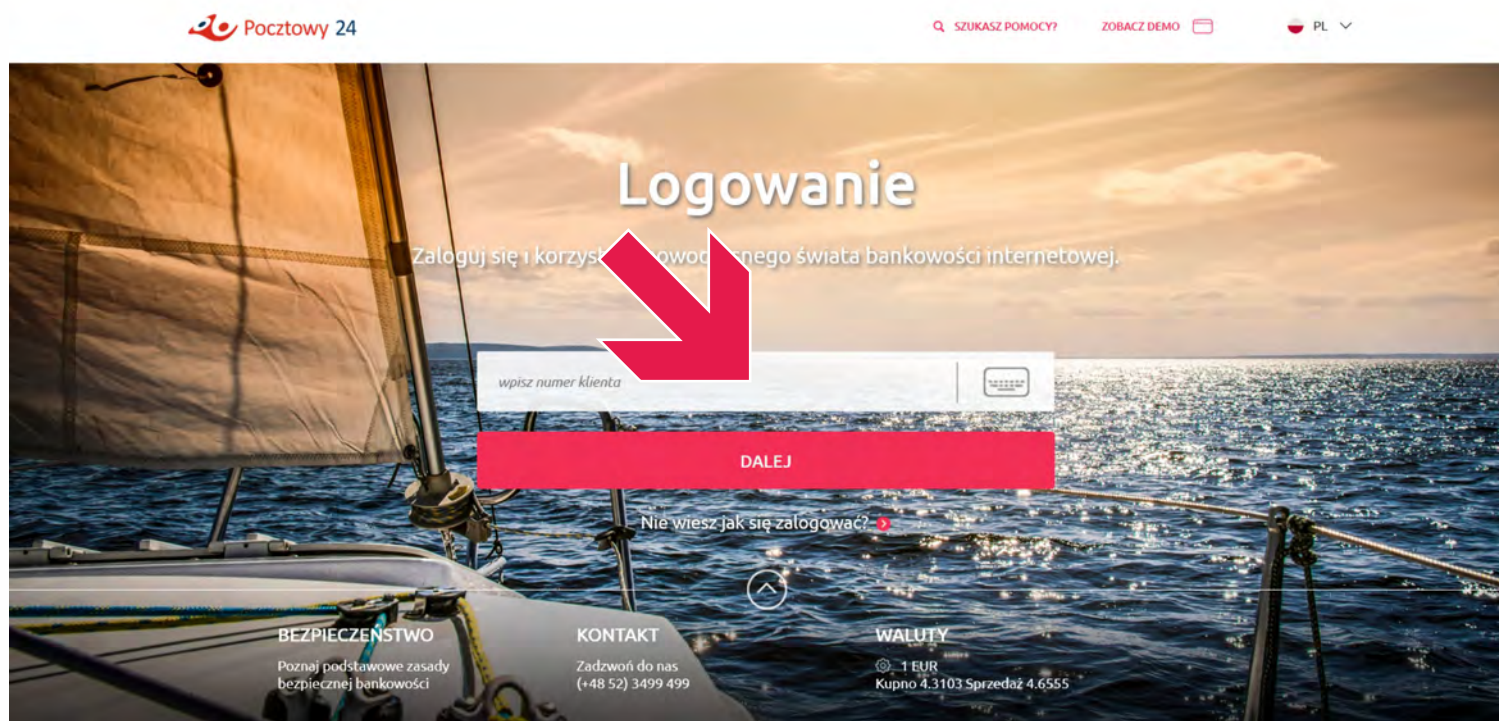 Pocztowy 24
SZUKASZ POMOCY?
ZOBACZ DEMO
PL
Logowanie
Zaloguj się i nego świata bankowości internetowej.
wpisz numer klienta
DALEJ
Nie wiesz jak się zalogować?
BEZPIECZEŃSTWO
Poznaj podstawowe zasady
bezpiecznej bankowości
KONTAKT
Zadzwoń do nas
(+48 52) 3499 499
WALUTY
1 EUR
Kupno 4.3103 Sprzedaż 4.6555